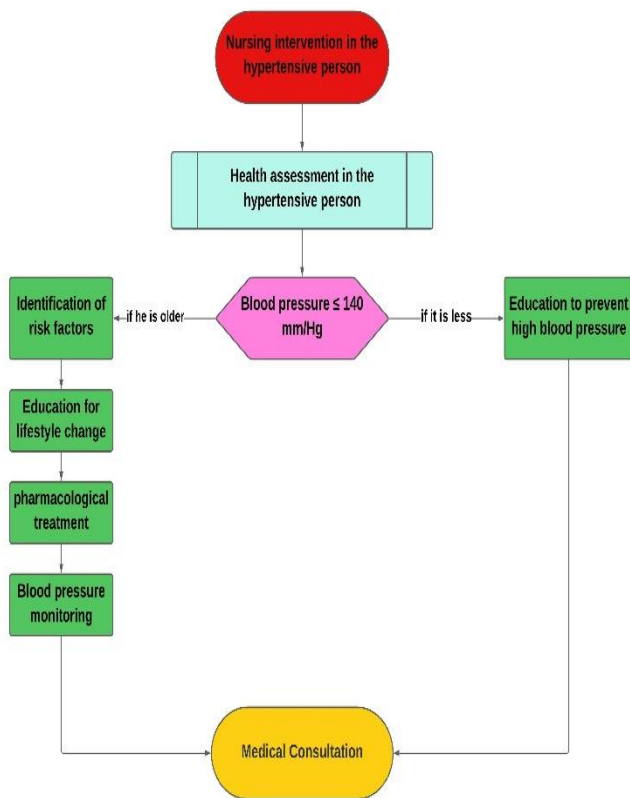 Nursing intervention in the
hypertensive person
Health assessment in the
hypertensive person
Blood pressure ≤ 140
mm/Hg
if he is older
if it is less
Identification of
risk factors
Education for
lifestyle change
pharmacological
treatment
Blood pressure
monitoring
Education to prevent
high blood pressure
Medical Consultation